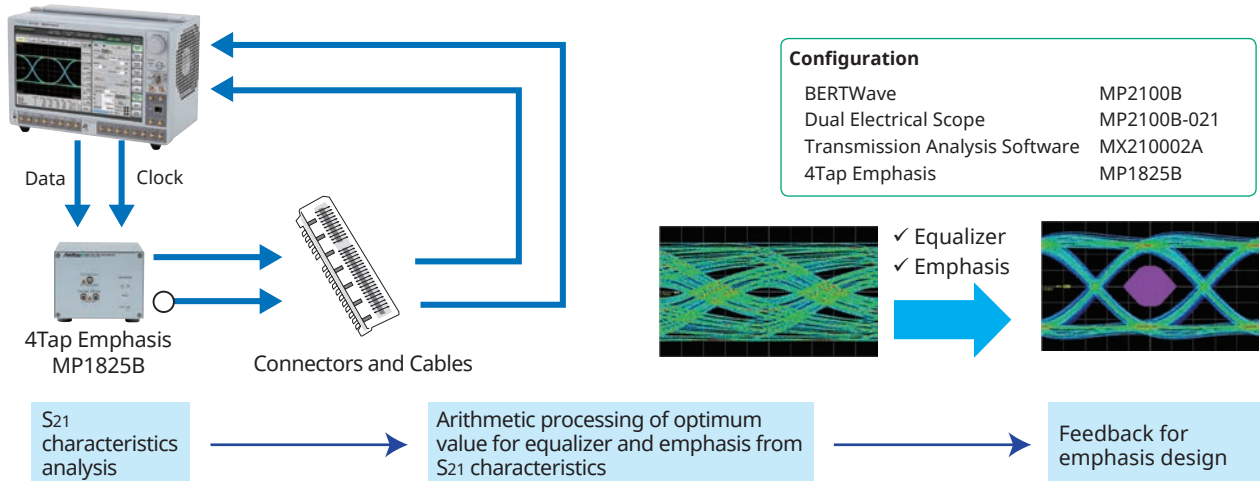 Configuration
BERTWave MP2100B
Dual Electrical Scope MP2100B-021
Transmission Analysis Software MX210002A
4Tap Emphasis MP1825B
Data
Clock
4Tap Emphasis
MP1825B
Connectors and Cables
✓ Equalizer
✓ Emphasis
S21
characteristics
analysis
Arithmetic processing of optimum
value for equalizer and emphasis from
S21 characteristics
Feedback for
emphasis design